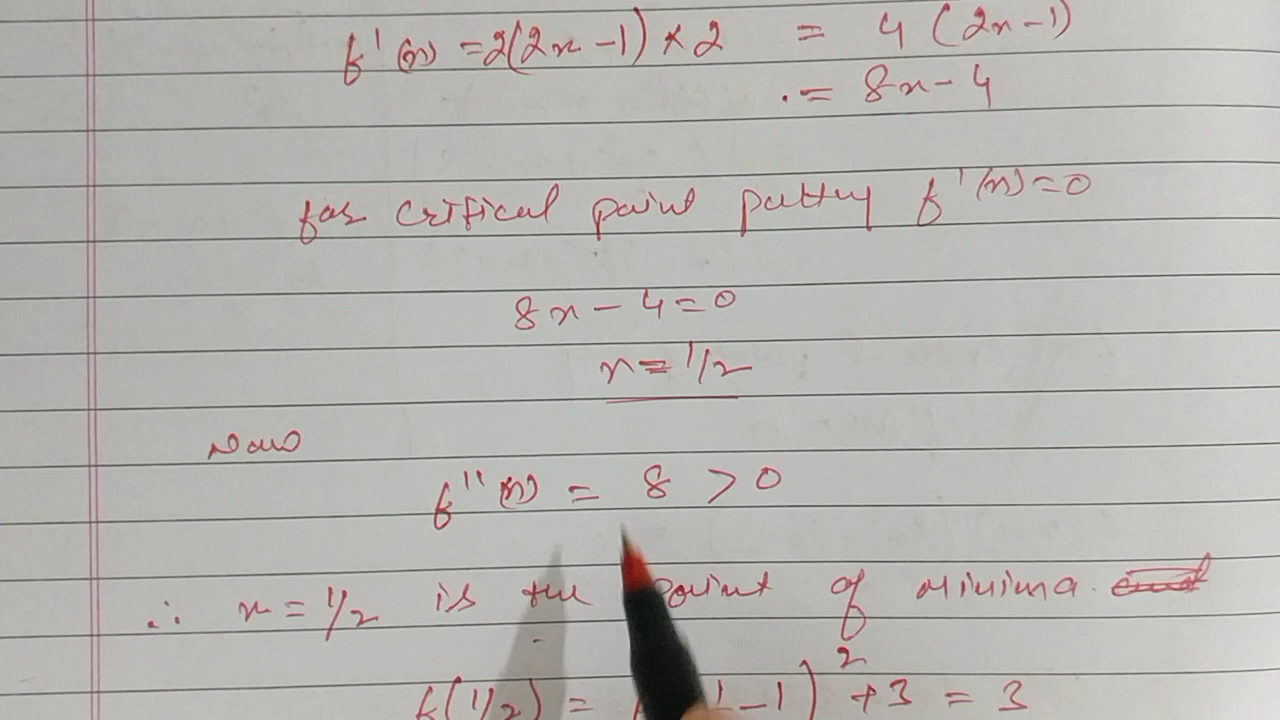 f'(x) = 2(2x-1)×2 = 4(2x-1)
= 8x-4
for critical point putting f'(x)=0
8x-4=0
x=1/2
Now
f''(x) = 8 > 0
∴ x=1/2 is the point of minima.
f(1/2) = 1-1)² +3 = 3